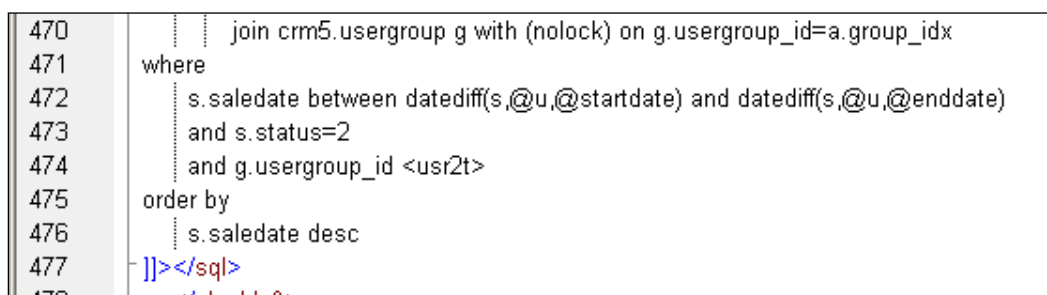 470 join crm5.usergroup g with (nolock) on g.usergroup_id=a.group_idx
471 where
472 s.saledate between datediff(s,@u,@startdate) and datediff(s,@u,@enddate)
473 and s.status=2
474 and g.usergroup_id <usr2t>
475 order by
476 s.saledate desc
477 ]]></sql>